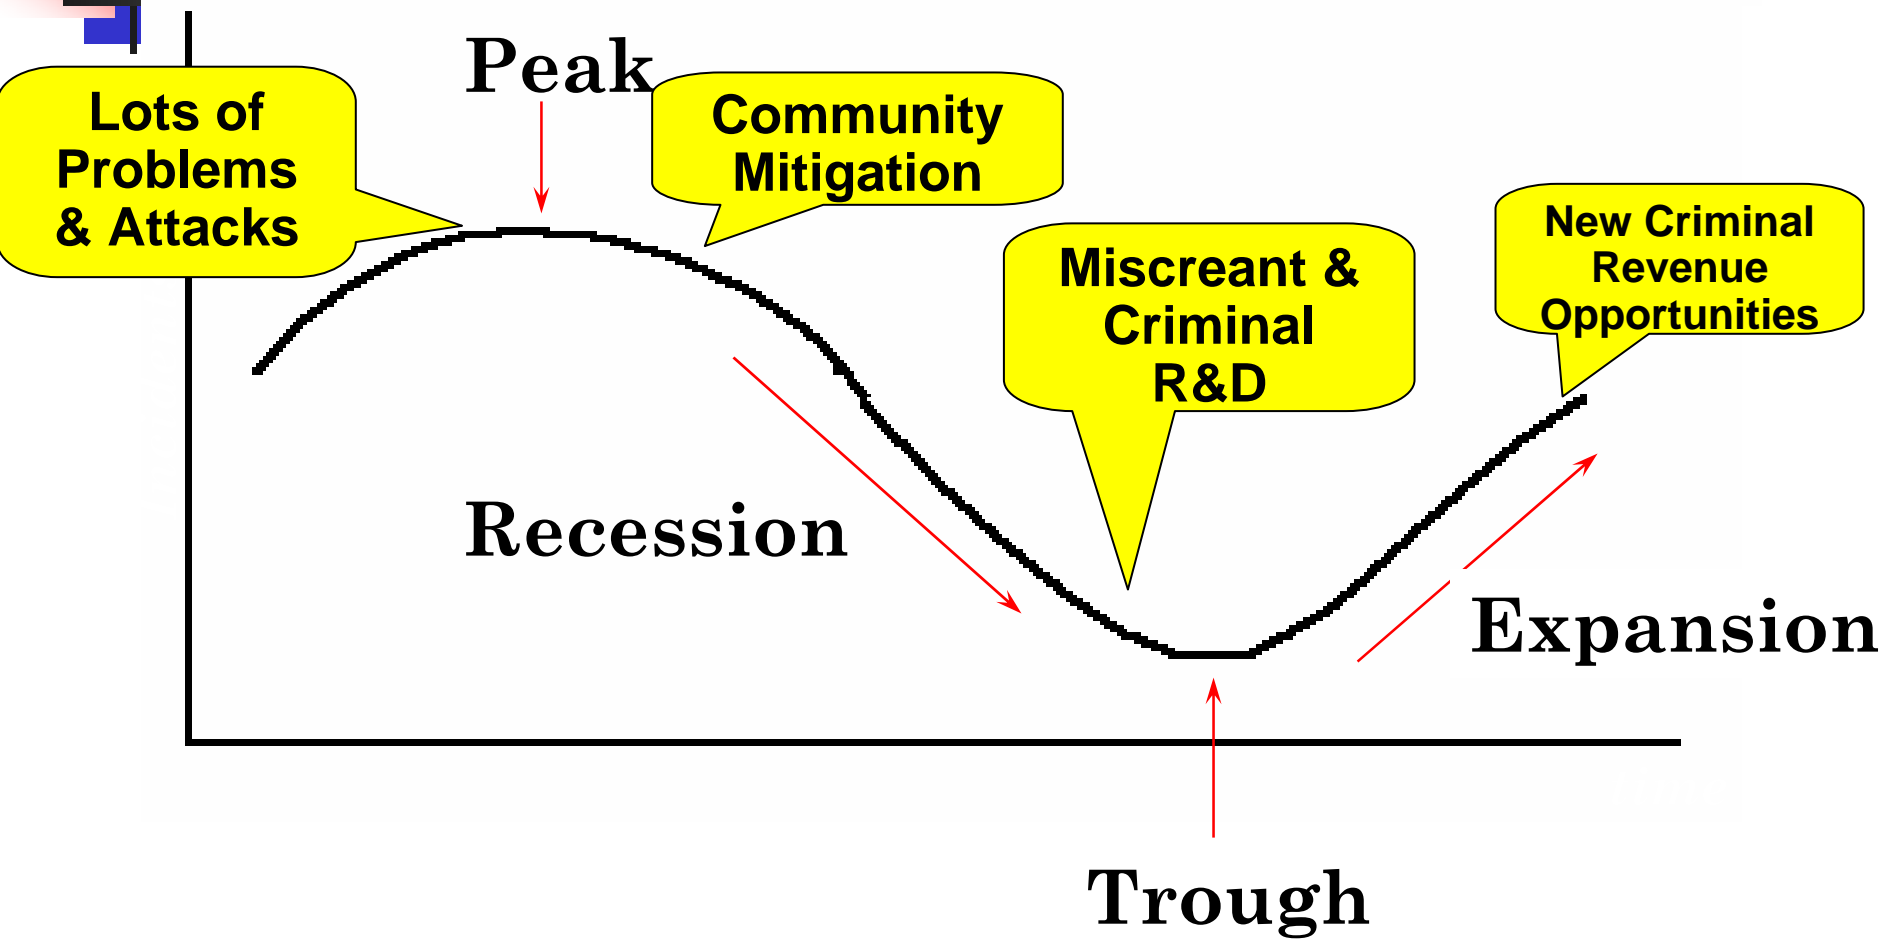 Peak
Lots of
Problems
& Attacks
Community
Mitigation
Miscreant &
Criminal
R&D
New Criminal
Revenue
Opportunities
Recession
Expansion
Trough